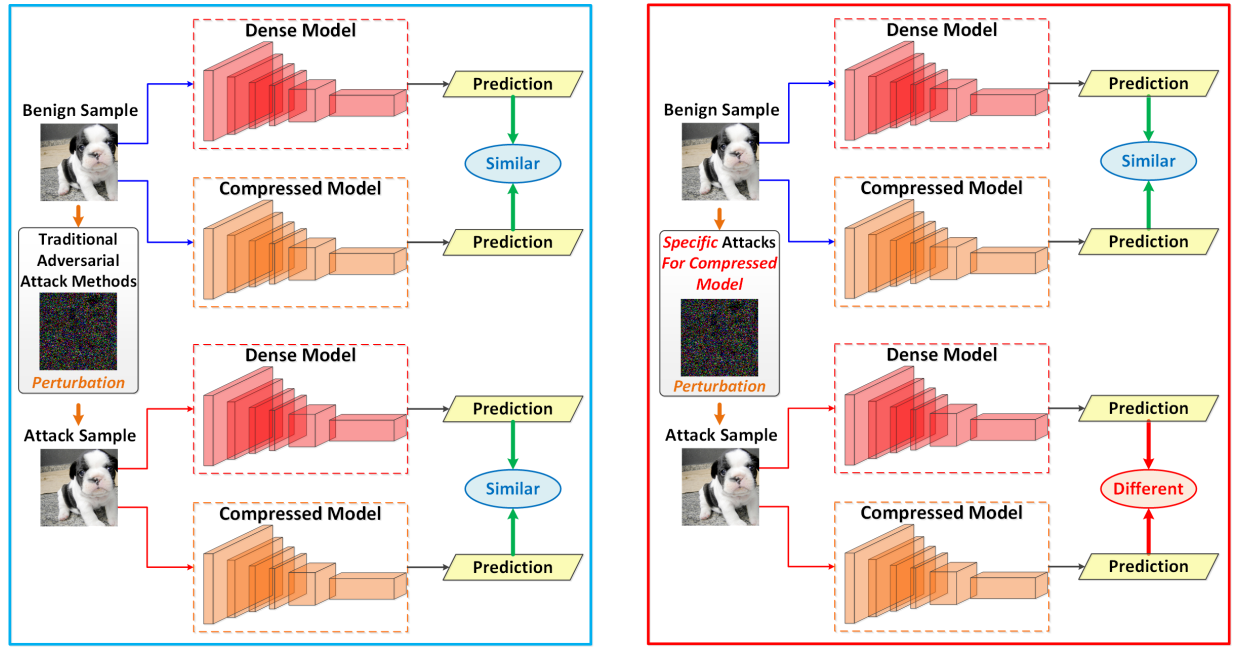 Dense Model
Prediction
Benign Sample
Similar
Compressed Model
Prediction
Traditional
Adversarial
Attack Methods
Perturbation
Dense Model
Prediction
Attack Sample
Similar
Compressed Model
Prediction
Dense Model
Prediction
Benign Sample
Similar
Compressed Model
Prediction
Specific Attacks
For Compressed
Model
Perturbation
Dense Model
Prediction
Attack Sample
Different
Compressed Model
Prediction